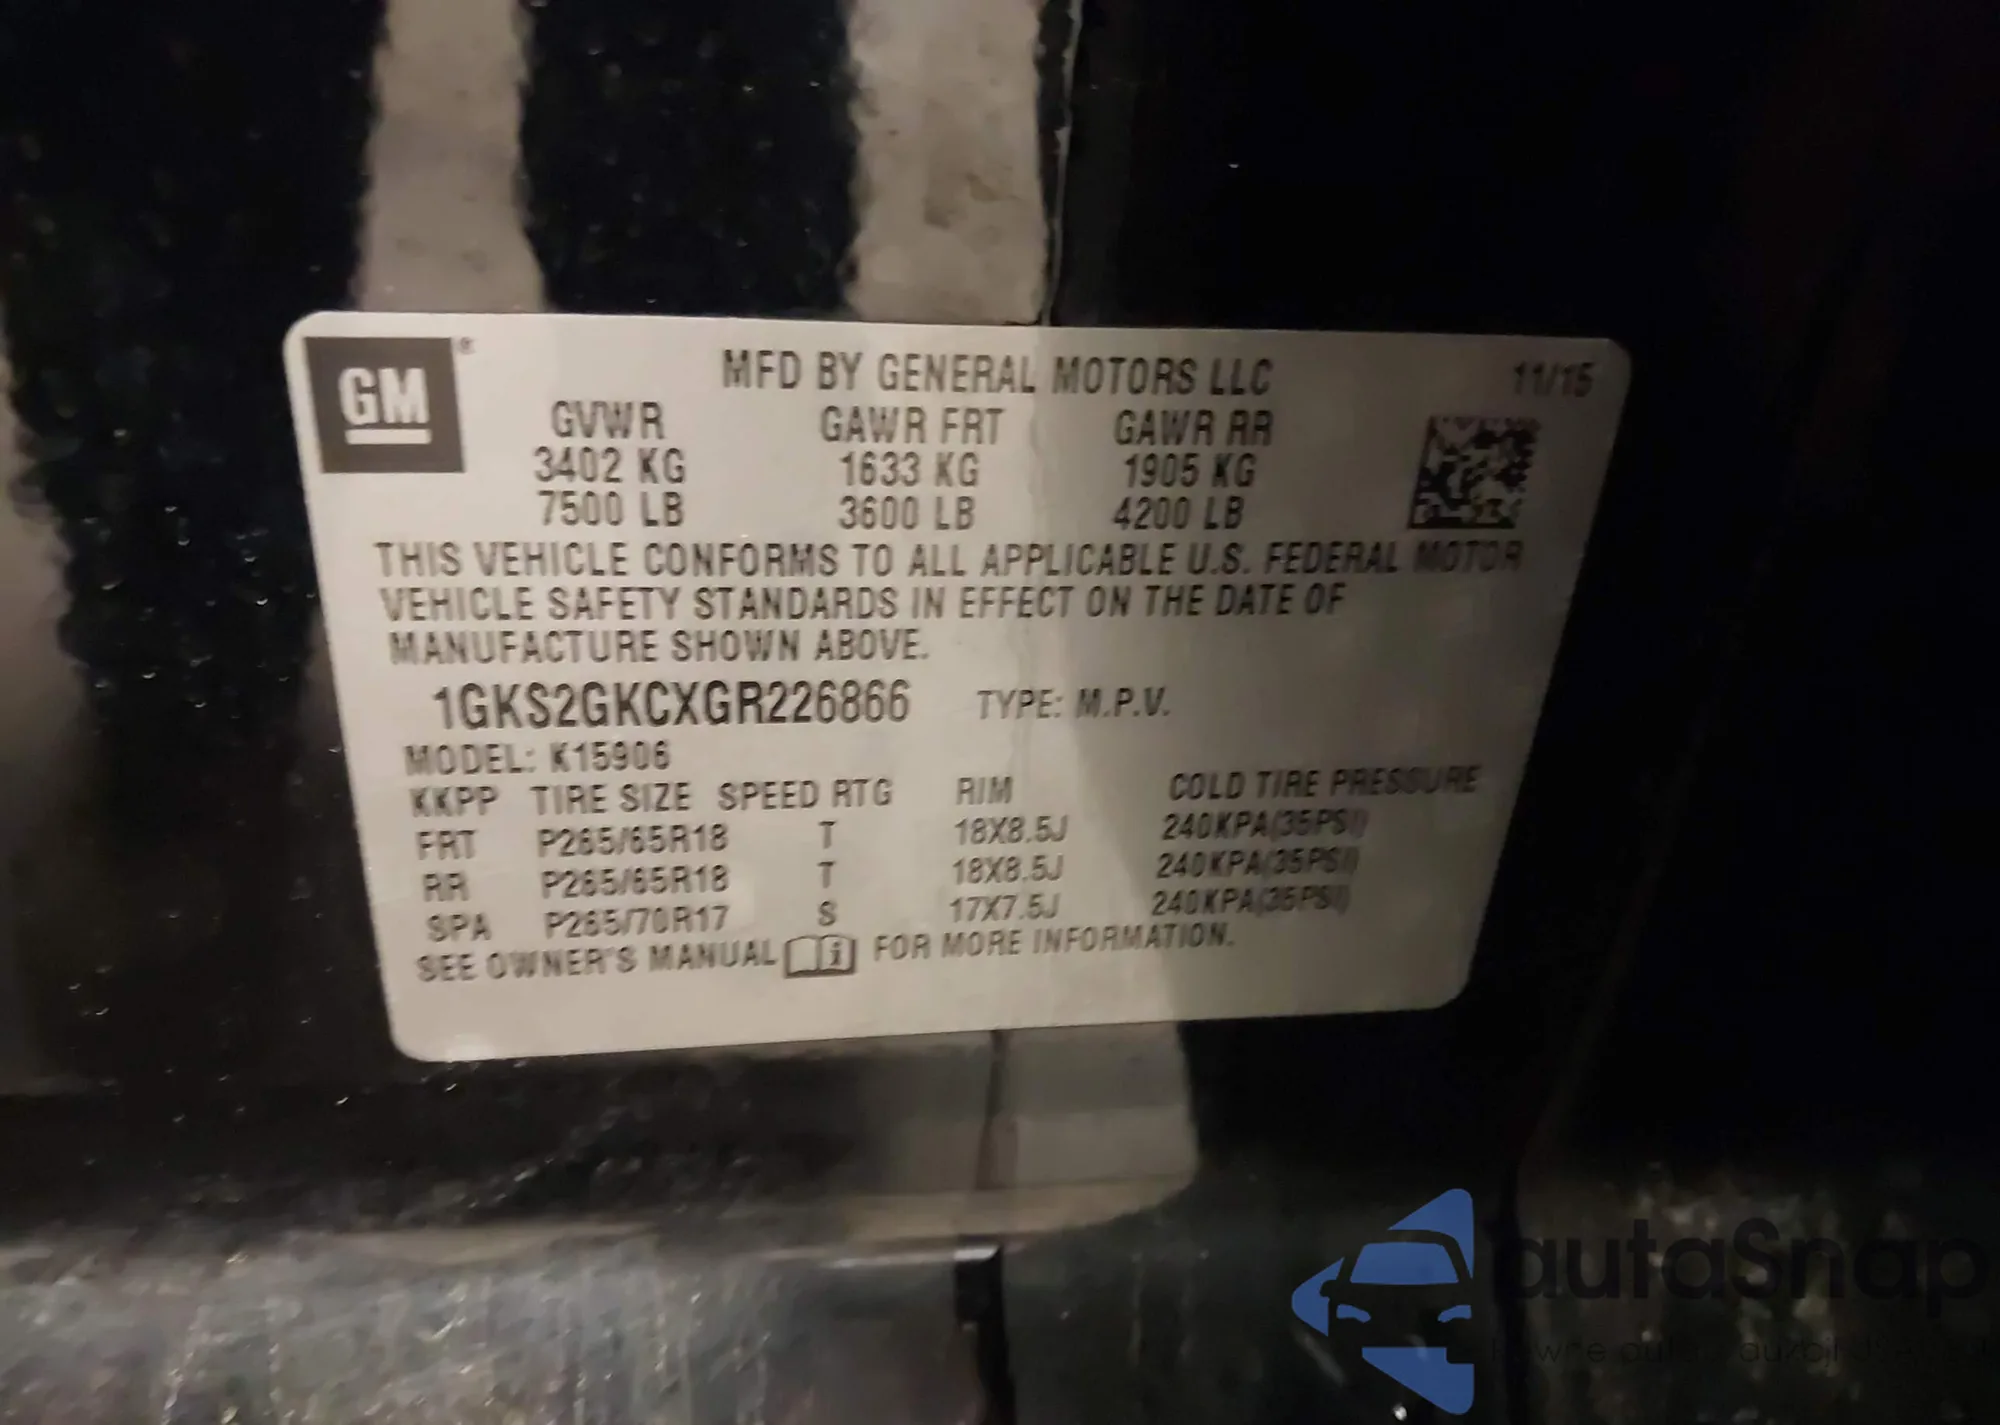 GM ®
MFD BY GENERAL MOTORS LLC 11/15
GVWR GAWR FRT GAWR RR
3402 KG 1633 KG 1905 KG
7500 LB 3600 LB 4200 LB
THIS VEHICLE CONFORMS TO ALL APPLICABLE U.S. FEDERAL MOTOR
VEHICLE SAFETY STANDARDS IN EFFECT ON THE DATE OF
MANUFACTURE SHOWN ABOVE.
1GKS2GKCXGR226866 TYPE: M.P.V.
MODEL: K15906
KKPP TIRE SIZE SPEED RTG RIM COLD TIRE PRESSURE
FRT P265/65R18 T 18X8.5J 240KPA(35PSI)
RR P265/65R18 T 18X8.5J 240KPA(35PSI)
SPA P265/70R17 S 17X7.5J 240KPA(35PSI)
SEE OWNER'S MANUAL FOR MORE INFORMATION.
autaSnap